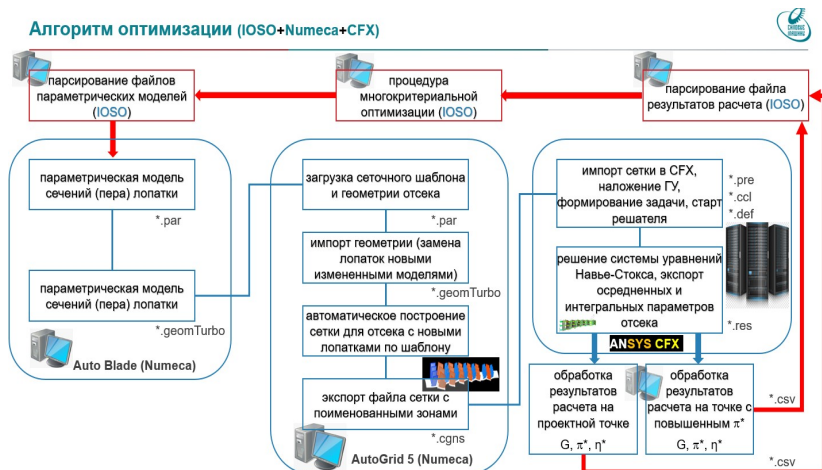 Алгоритм оптимизации (IOSO+Numeca+CFX)
парсирование файлов
параметрических моделей
(IOSO)
процедура
многокритериальной
оптимизации (IOSO)
парсирование файла
результатов расчета (IOSO)
параметрическая модель
сечений (пера) лопатки
*.par
параметрическая модель
сечений (пера) лопатки
*.geomTurbo
Auto Blade (Numeca)
загрузка сеточного шаблона
и геометрии отсека
*.par
импорт геометрии (замена
лопаток новыми
измененными моделями)
*.geomTurbo
автоматическое построение
сетки для отсека с новыми
лопатками по шаблону
экспорт файла сетки с
поименованными зонами
*.cgns
AutoGrid 5 (Numeca)
импорт сетки в CFX,
наложение ГУ,
формирование задачи, старт
решателя
*.pre
*.ccl
*.def
решение системы уравнений
Навье-Стокса, экспорт
осредненных и
интегральных параметров
отсека
*.res
ANSYS CFX
обработка
результатов
расчета на
проектной точке
G, π*, η*
обработка
результатов
расчета на точке с
повышенным π*
G, π*, η*
*.csv
*.csv